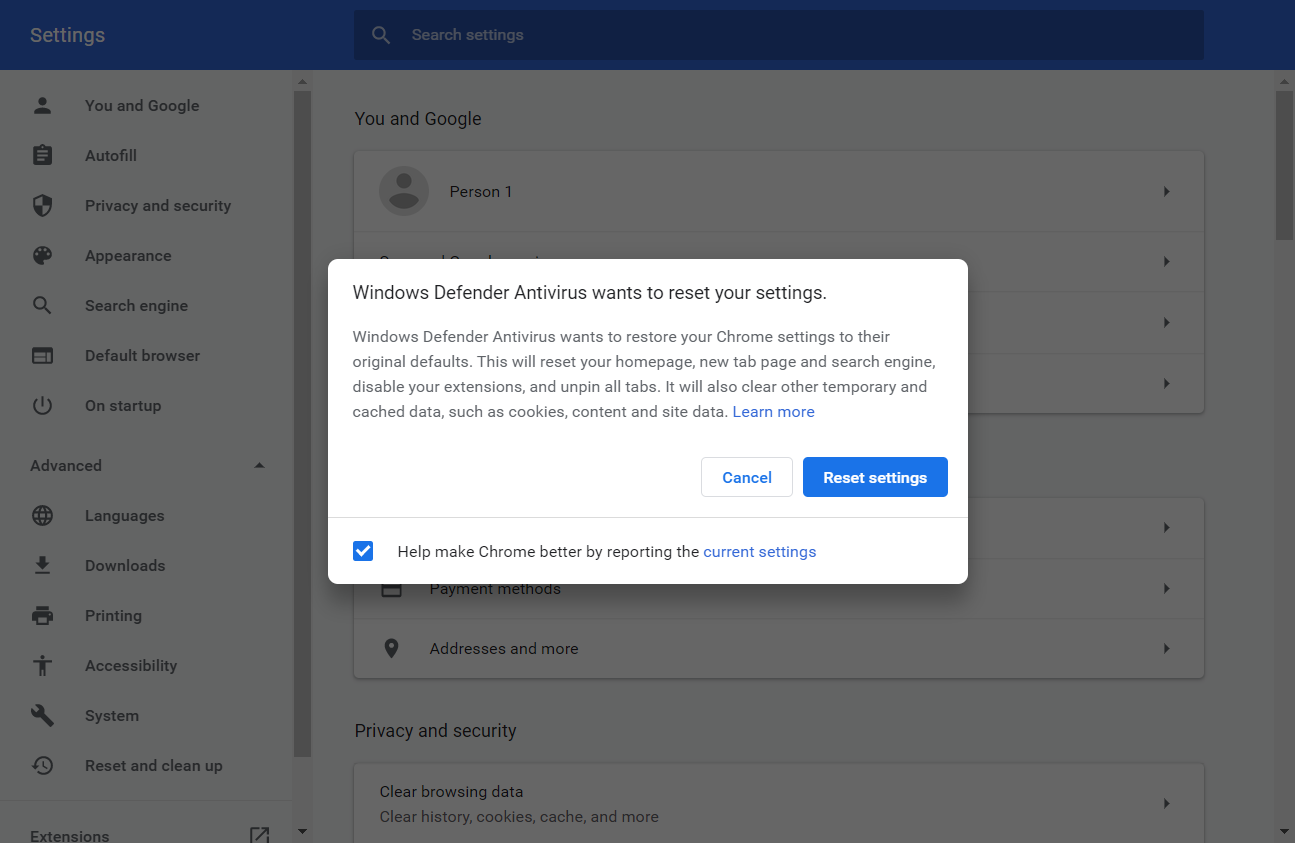 Settings
Search settings
You and Google
Autofill
Privacy and security
Appearance
Search engine
Default browser
On startup
Advanced
Languages
Downloads
Printing
Accessibility
System
Reset and clean up
Extensions
You and Google
Person 1
Windows Defender Antivirus wants to reset your settings.
Windows Defender Antivirus wants to restore your Chrome settings to their
original defaults. This will reset your homepage, new tab page and search engine,
disable your extensions, and unpin all tabs. It will also clear other temporary and
cached data, such as cookies, content and site data. Learn more
Cancel
Reset settings
Help make Chrome better by reporting the current settings
Payment methods
Addresses and more
Privacy and security
Clear browsing data
Clear history, cookies, cache, and more